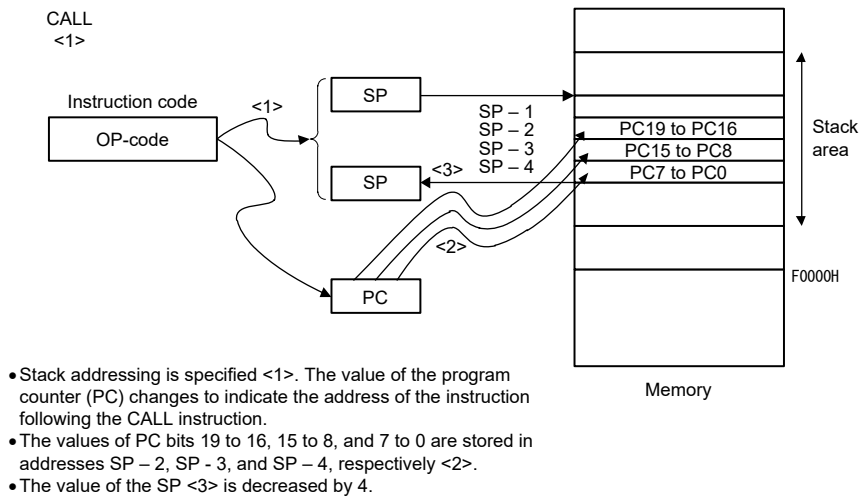 CALL
<1>
Instruction code
OP-code
<1>
SP
SP
<3>
SP – 1
SP – 2
SP – 3
SP – 4
<2>
PC
PC19 to PC16
PC15 to PC8
PC7 to PC0
Stack
area
F0000H
Memory
• Stack addressing is specified <1>. The value of the program
counter (PC) changes to indicate the address of the instruction
following the CALL instruction.
• The values of PC bits 19 to 16, 15 to 8, and 7 to 0 are stored in
addresses SP – 2, SP - 3, and SP – 4, respectively <2>.
• The value of the SP <3> is decreased by 4.